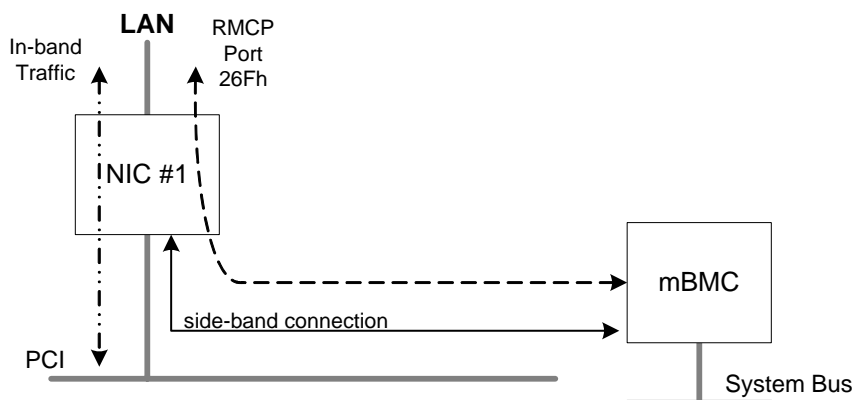 LAN
RMCP
Port
26Fh
In-band
Traffic
NIC #1
mBMC
side-band connection
PCI
System Bus